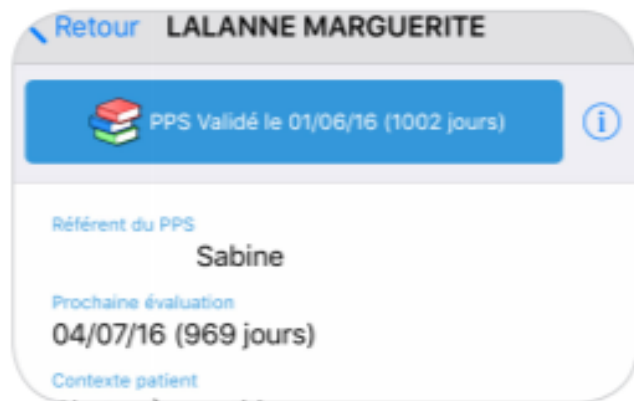 Retour LALANNE MARGUERITE
PPS Validé le 01/06/16 (1002 jours)
Référent du PPS
Sabine
Prochaine évaluation
04/07/16 (969 jours)
Contexte patient